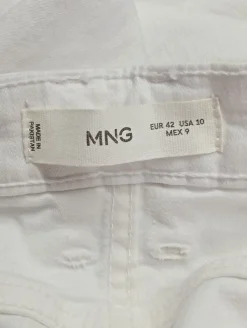 MADE IN
PAKISTAN
MNG
EUR 42 USA 10
MEX 9